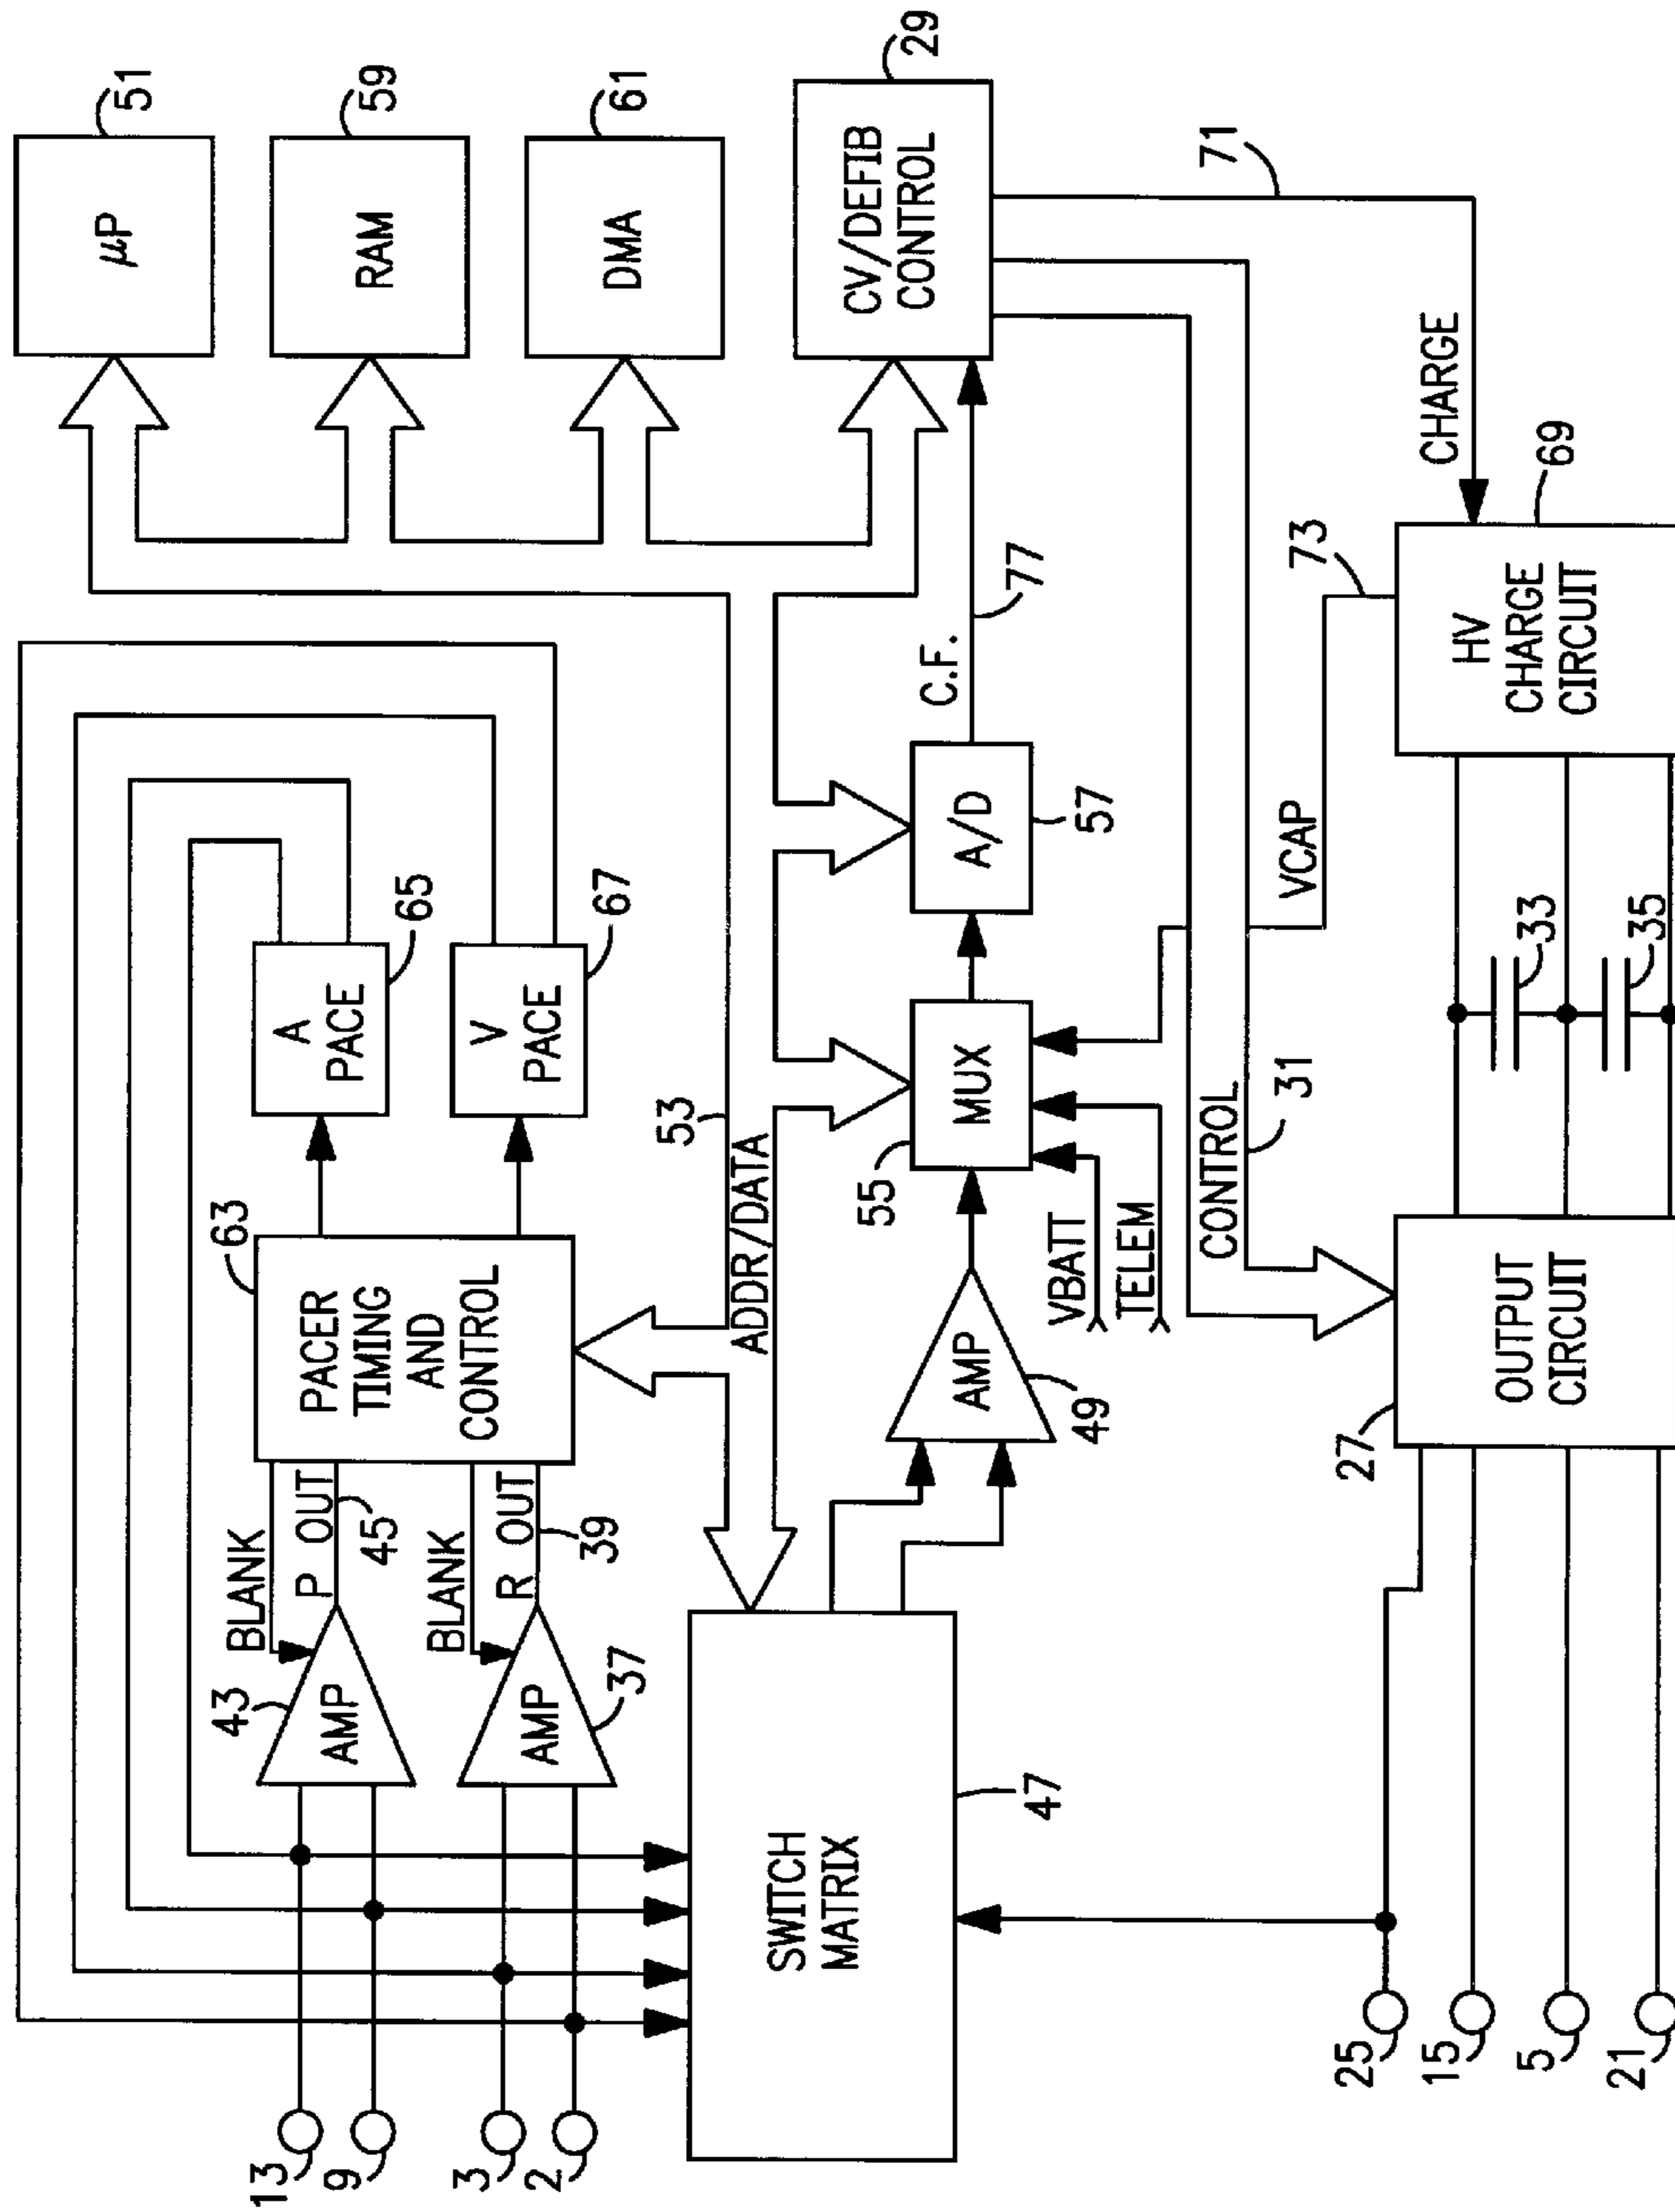 13
9
3
2
43
AMP
BLANK
P OUT
45
37
AMP
BLANK
R OUT
39
63
PACER
TIMING
AND
CONTROL
A
PACE
65
V
PACE
67
μP
51
RAM
59
DMA
61
CV/DEFIB
CONTROL
29
53
ADDR/DATA
SWITCH
MATRIX
47
AMP
49
55
MUX
A/D
57
C.F.
77
VBATT
TELEM
CONTROL
31
VCAP
73
CHARGE
71
25
15
5
21
27
OUTPUT
CIRCUIT
33
35
HV
CHARGE
CIRCUIT
69